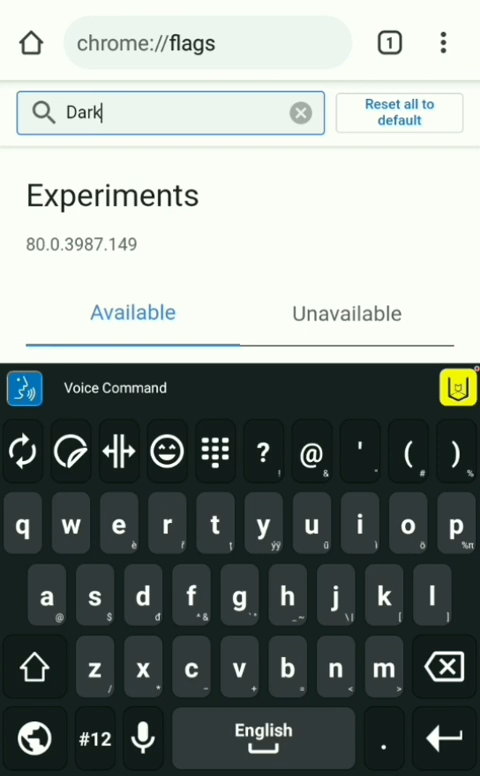 chrome://flags
1
Dark
Reset all to
default
Experiments
80.0.3987.149
Available
Unavailable
Voice Command
? ! @ & ' ( # ) %
q w e r t y u i o p
a s d f g h j k l
z x c v b n m
#12 English .